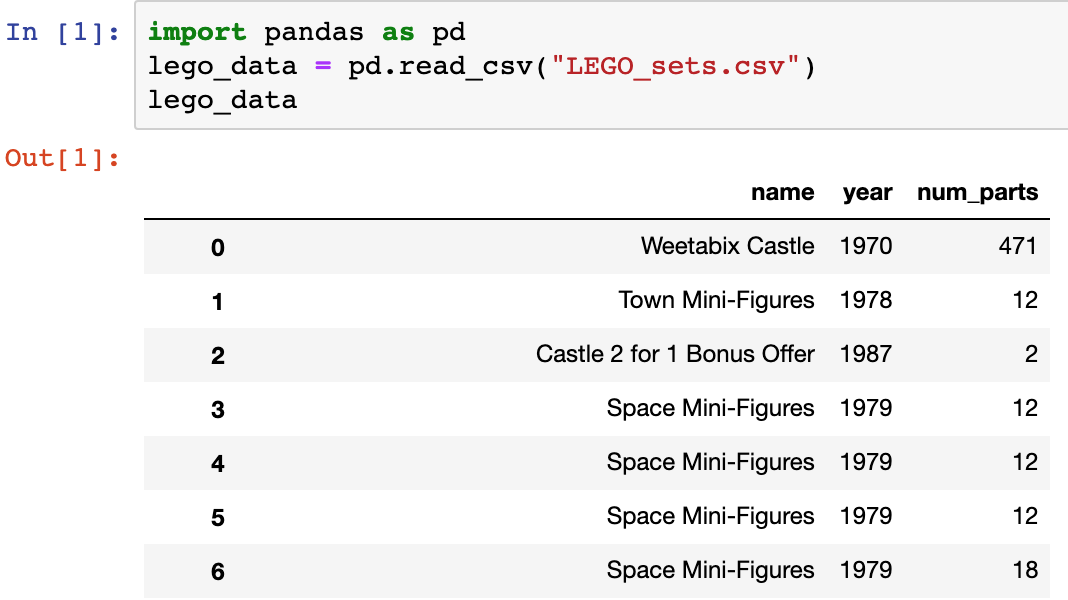 In [1]: import pandas as pd
lego_data = pd.read_csv("LEGO_sets.csv")
lego_data
Out[1]:
name year num_parts
0 Weetabix Castle 1970 471
1 Town Mini-Figures 1978 12
2 Castle 2 for 1 Bonus Offer 1987 2
3 Space Mini-Figures 1979 12
4 Space Mini-Figures 1979 12
5 Space Mini-Figures 1979 12
6 Space Mini-Figures 1979 18